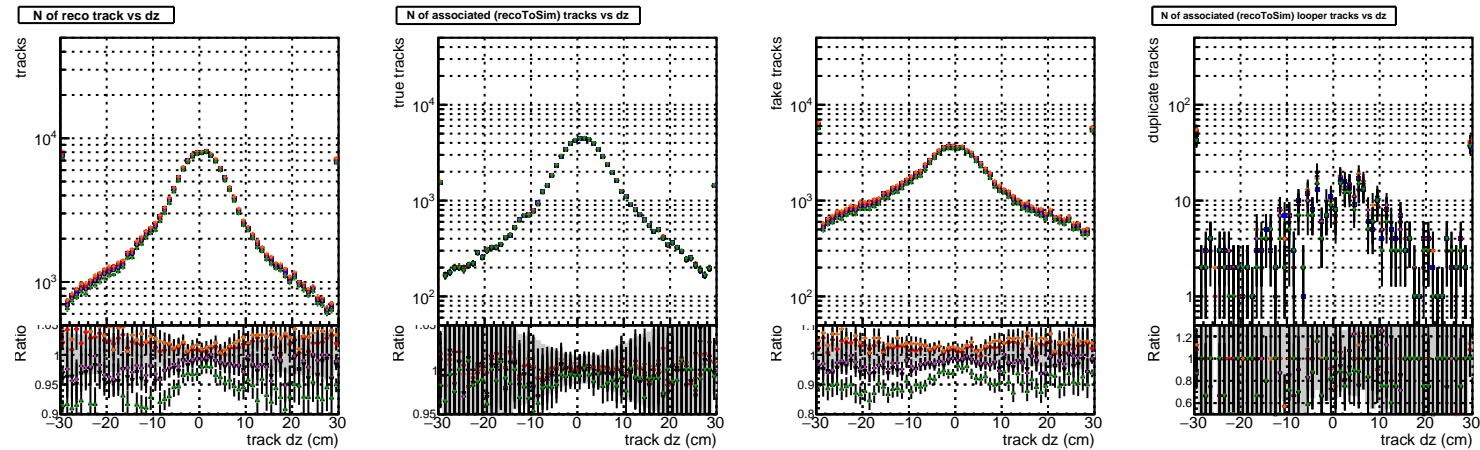 N of reco track vs dz
tracks
10^4
10^3
Ratio
1
0.95
0.9
−30 −20 −10 0 10 20 30
track dz (cm)
N of associated (recoToSim) tracks vs dz
true tracks
10^4
10^3
10^2
Ratio
1
0.95
−30 −20 −10 0 10 20 30
track dz (cm)
fake tracks
10^4
10^3
10^2
Ratio
1
0.9
0.8
−30 −20 −10 0 10 20 30
track dz (cm)
N of associated (recoToSim) looper tracks vs dz
duplicate tracks
10^2
10
1
Ratio
1.2
1
0.8
0.6
−30 −20 −10 0 10 20 30
track dz (cm)